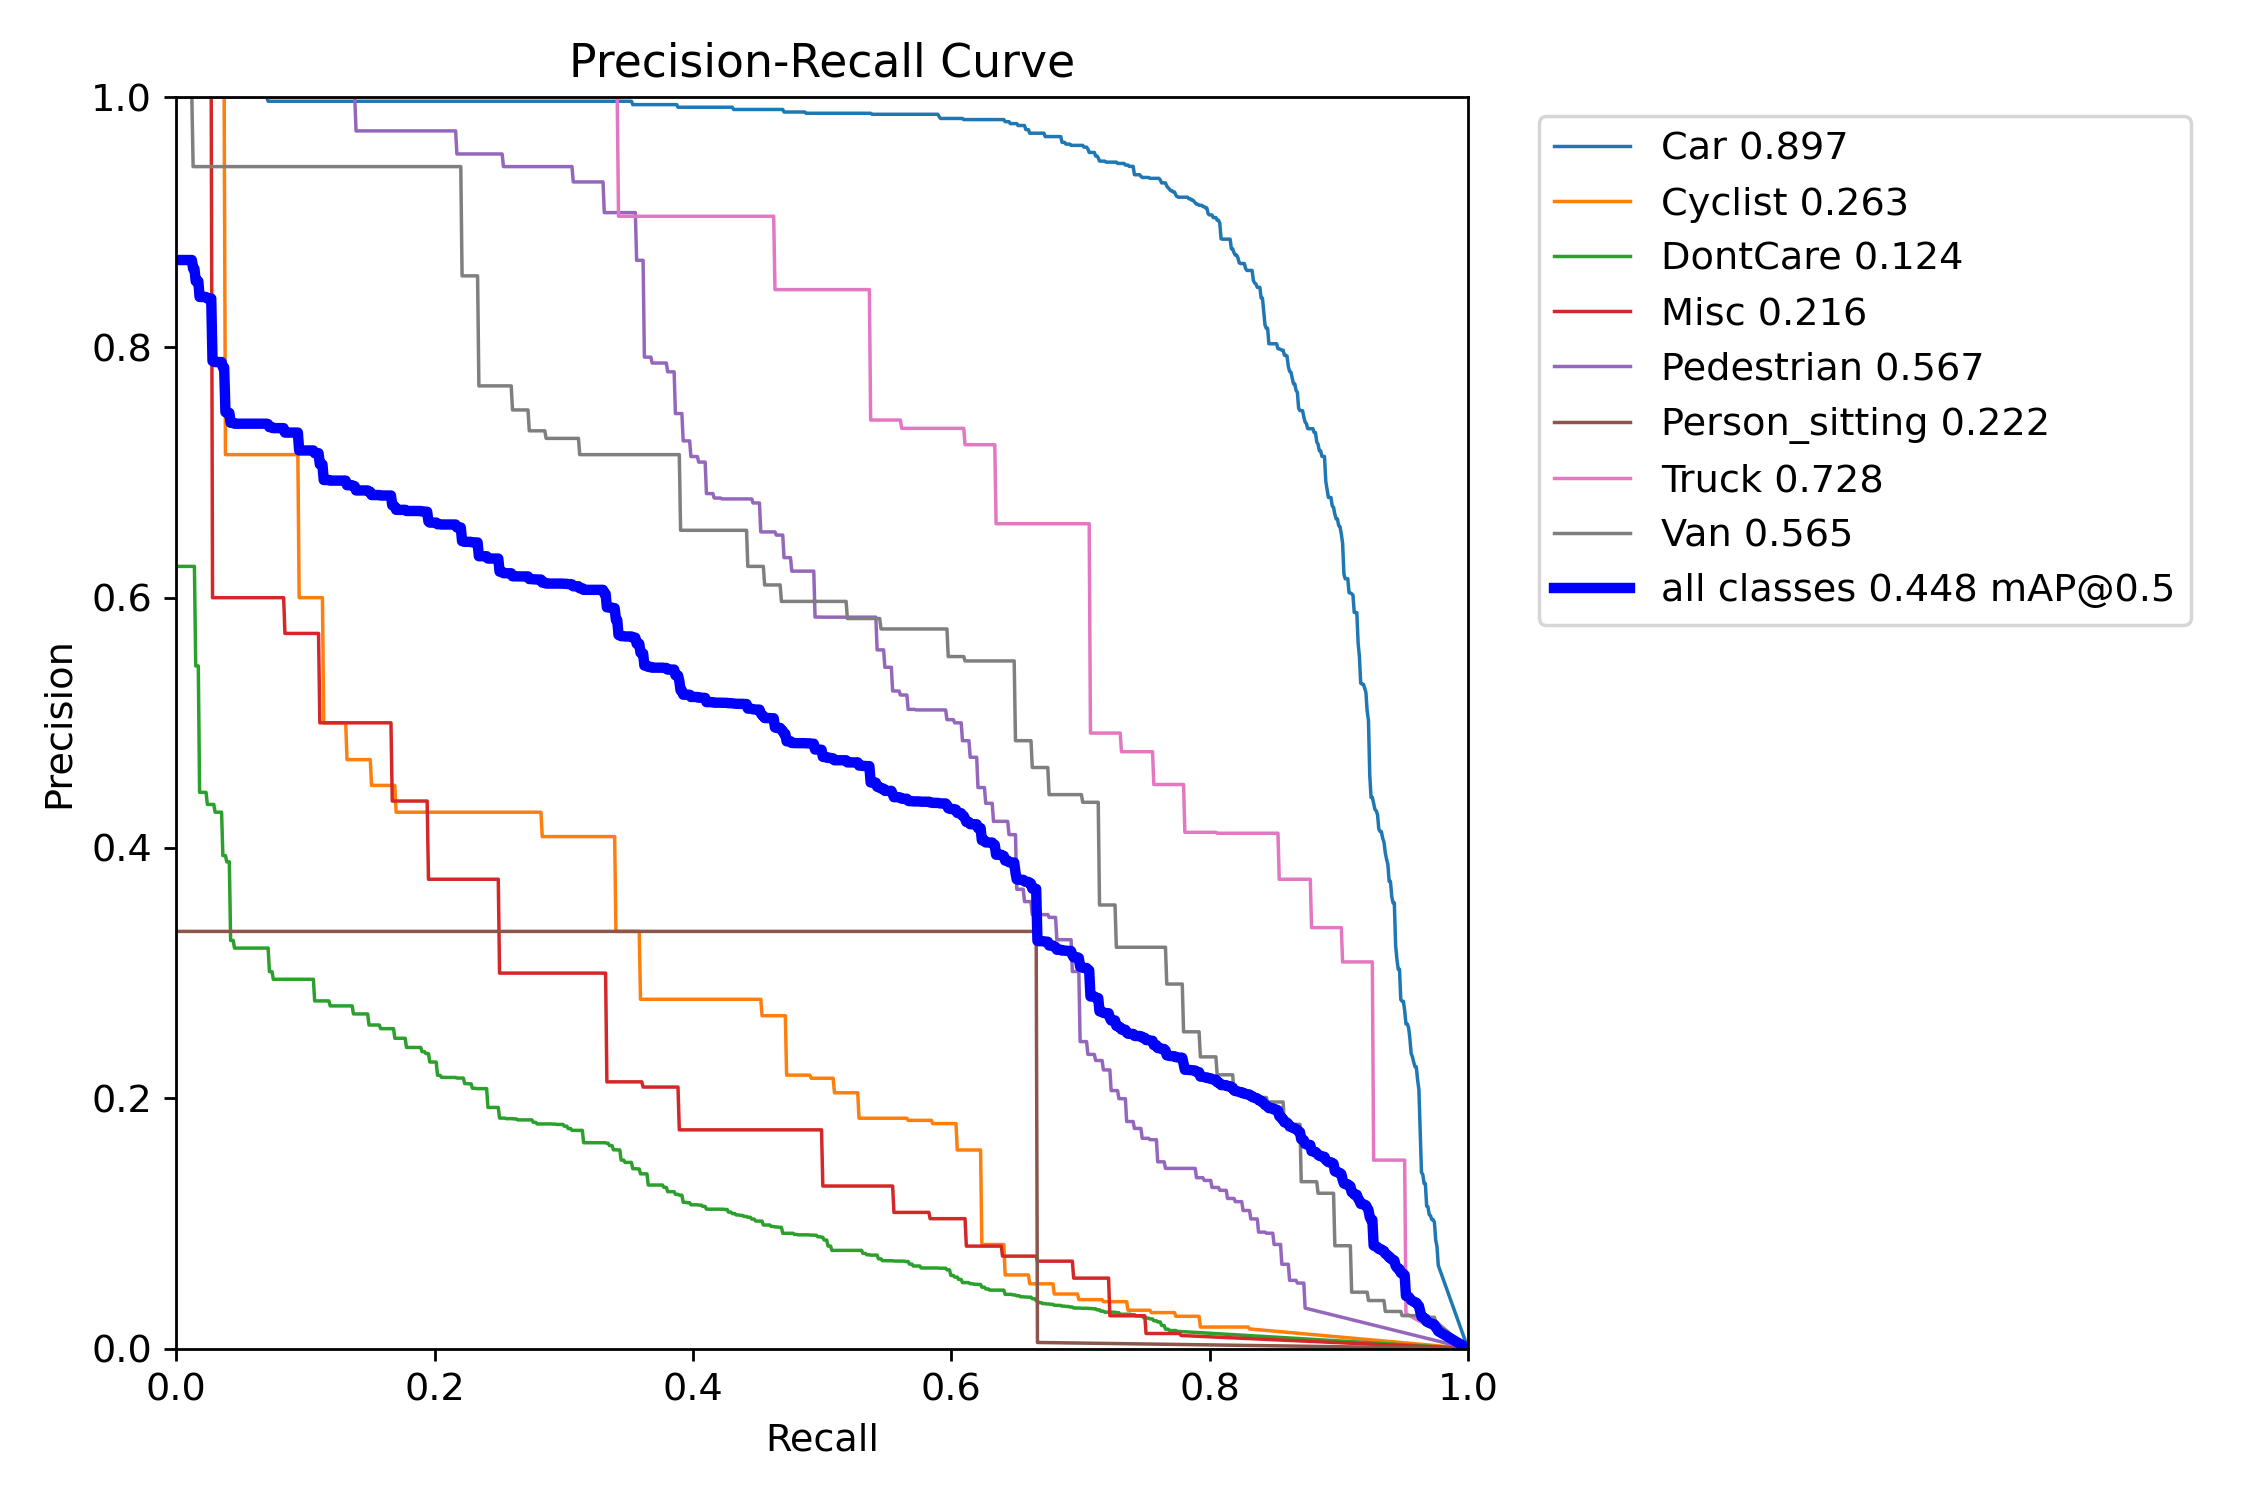 Precision-Recall Curve
1.0
0.8
0.6
0.4
0.2
0.0
Precision
0.0 0.2 0.4 0.6 0.8 1.0
Recall
Car 0.897
Cyclist 0.263
DontCare 0.124
Misc 0.216
Pedestrian 0.567
Person_sitting 0.222
Truck 0.728
Van 0.565
all classes 0.448 mAP@0.5